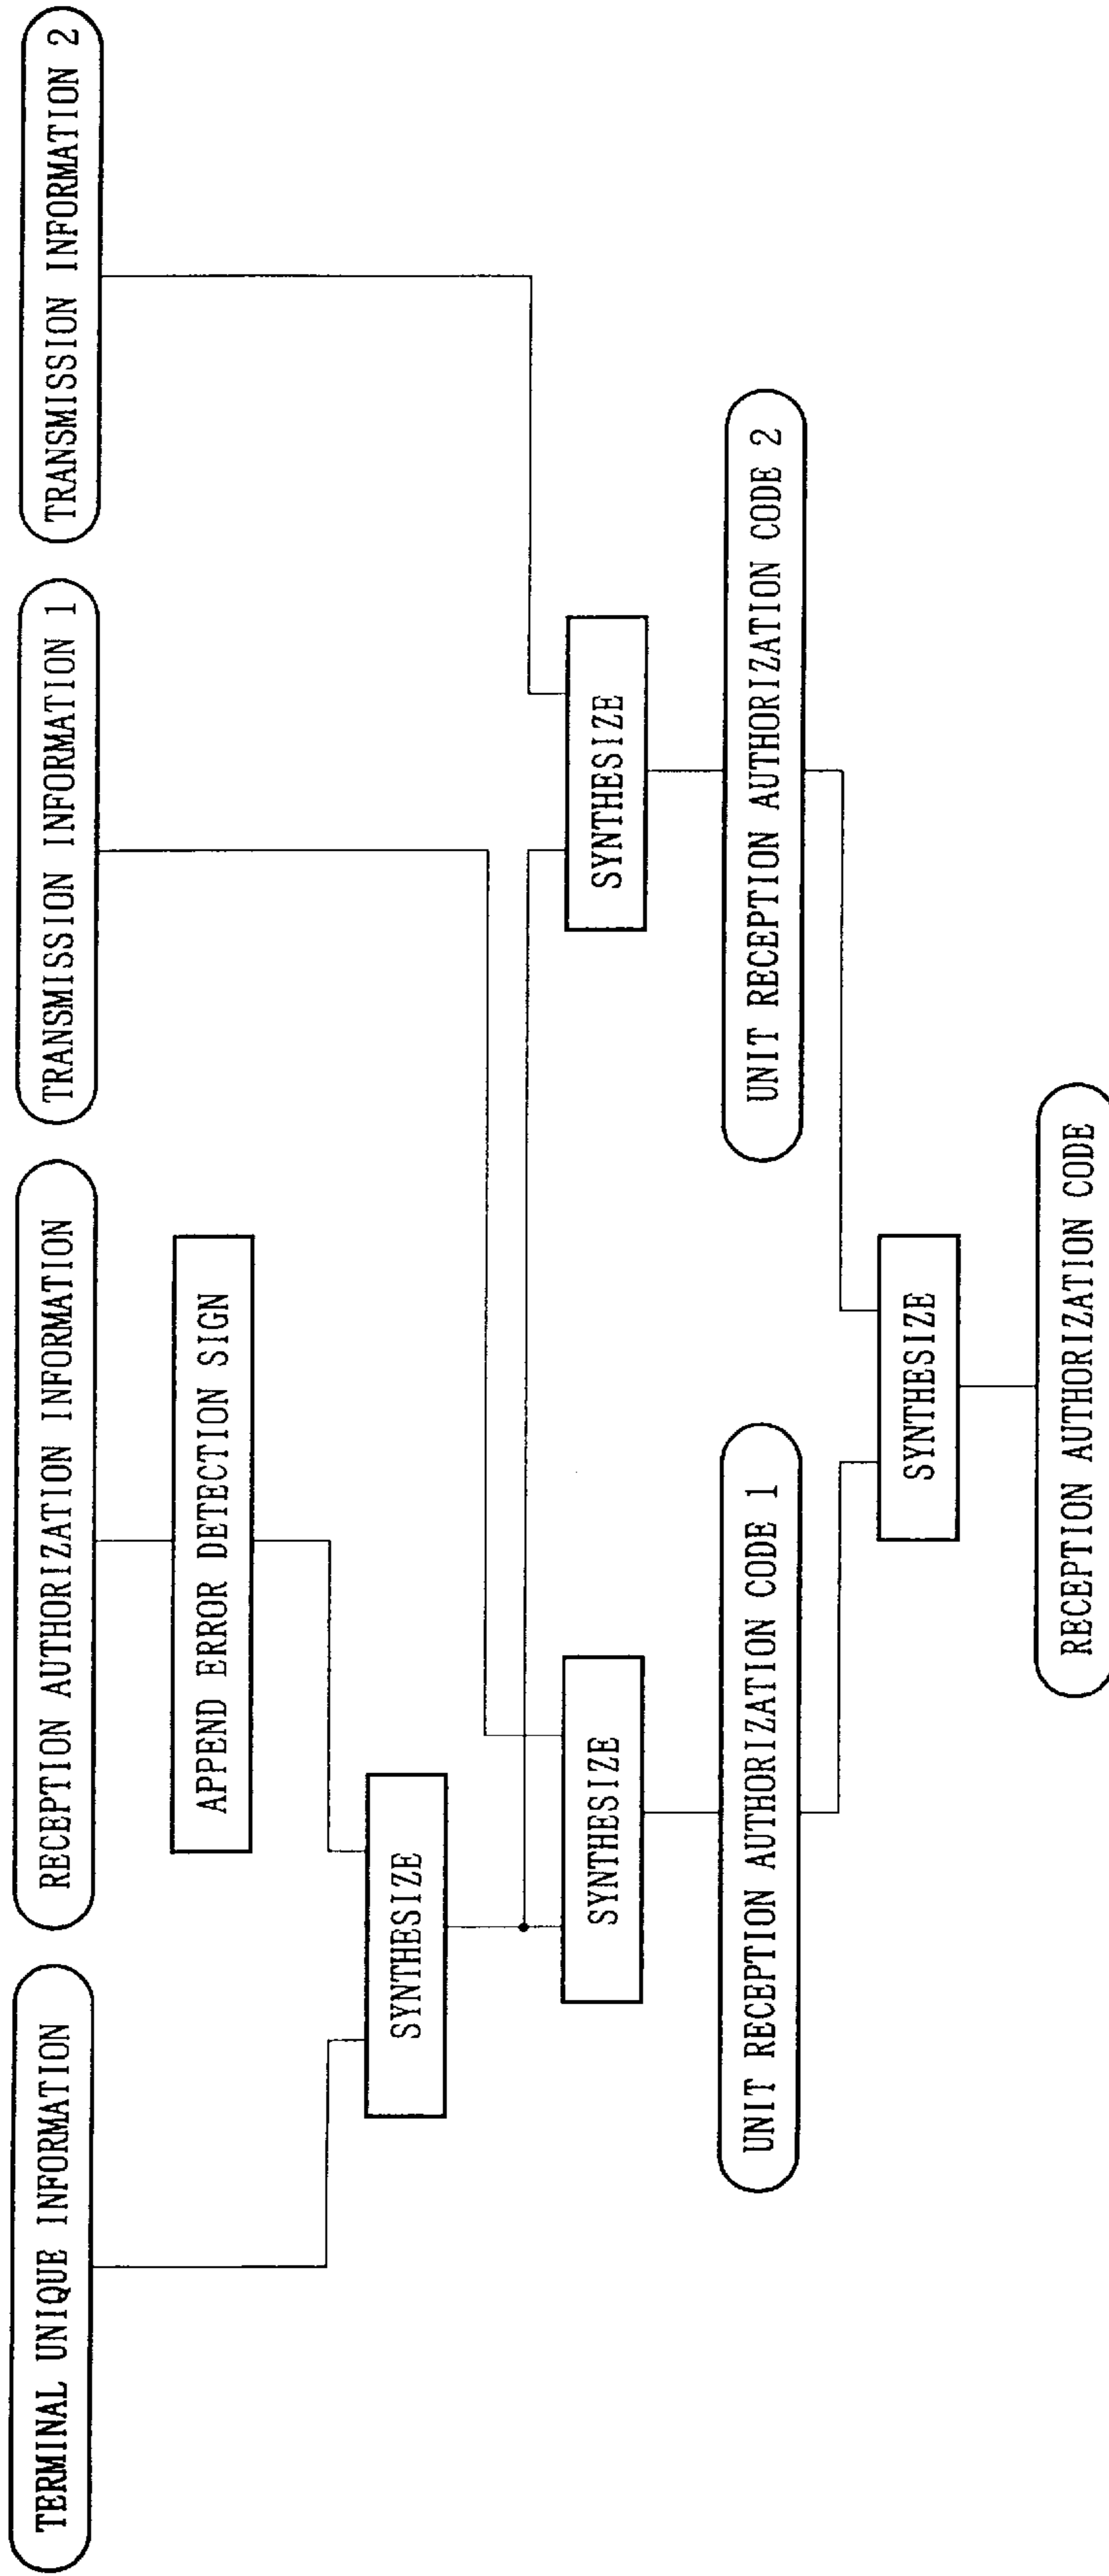 TERMINAL UNIQUE INFORMATION
RECEPTION AUTHORIZATION INFORMATION
TRANSMISSION INFORMATION 1
TRANSMISSION INFORMATION 2
APPEND ERROR DETECTION SIGN
SYNTHESIZE
SYNTHESIZE
SYNTHESIZE
UNIT RECEPTION AUTHORIZATION CODE 1
UNIT RECEPTION AUTHORIZATION CODE 2
SYNTHESIZE
RECEPTION AUTHORIZATION CODE